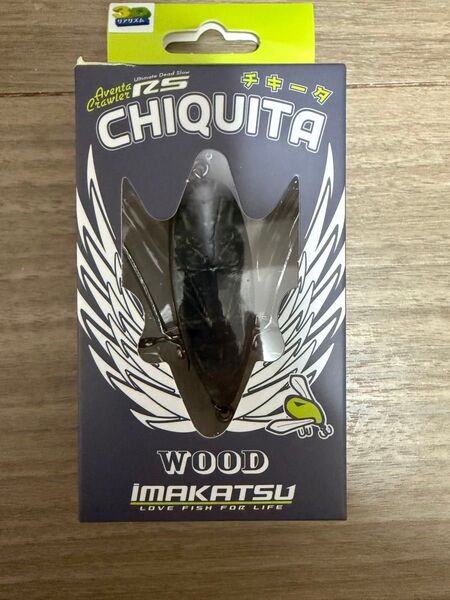 リアリズム
Ultimate Dead Slow
Aventa Crawler RS
チキータ
CHIQUITA
WOOD
imakatsu
LOVE FISH FOR LIFE